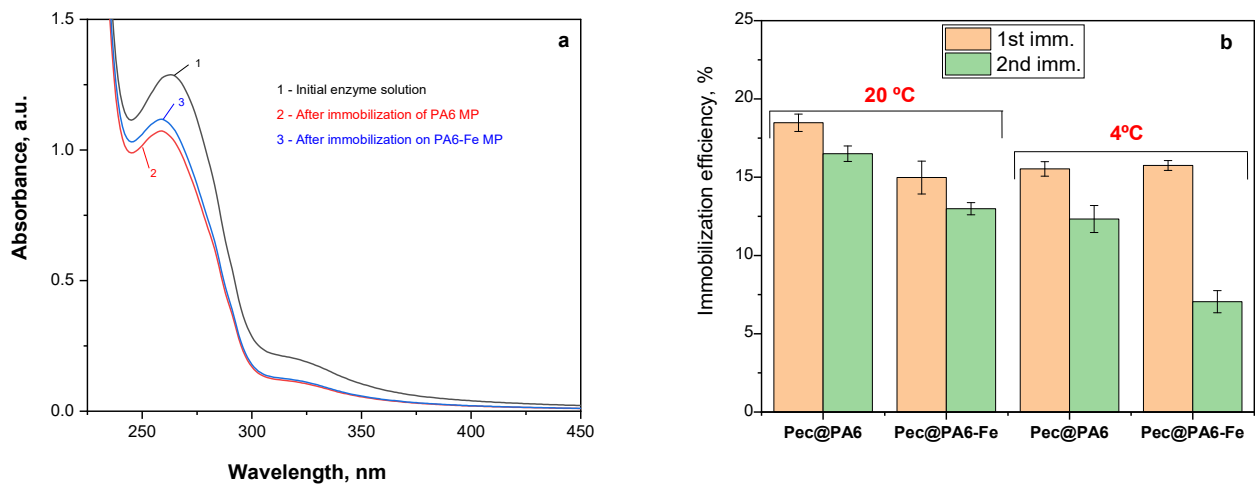 a
1.5
1.0
0.5
0.0
Absorbance, a.u.
1
3
2
1 - Initial enzyme solution
2 - After immobilization of PA6 MP
3 - After immobilization on PA6-Fe MP
250
300
350
400
450
Wavelength, nm
b
1st imm.
2nd imm.
20 ºC
4ºC
25%
20%
25%
18%
15%
13%
5%
0%
Immobilization efficiency, %
Pec@PA6
Pec@PA6-Fe
Pec@PA6
Pec@PA6-Fe